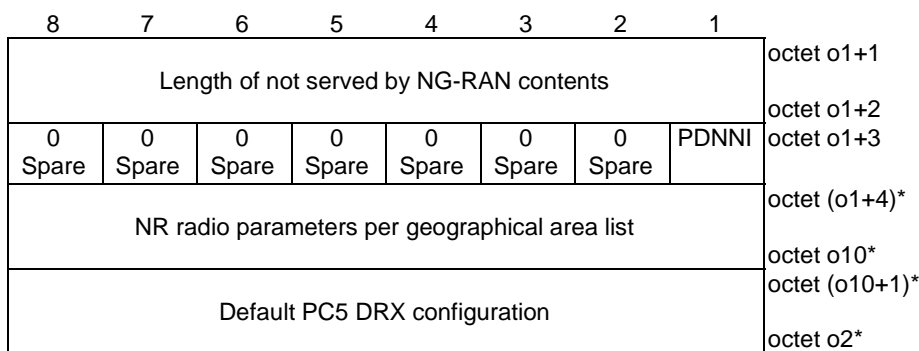 8 7 6 5 4 3 2 1
Length of not served by NG-RAN contents
octet o1+1
octet o1+2
0 0 0 0 0 0 0 PDNNI octet o1+3
Spare Spare Spare Spare Spare Spare Spare
NR radio parameters per geographical area list
octet (o1+4)*
octet o10*
Default PC5 DRX configuration
octet (o10+1)*
octet o2*